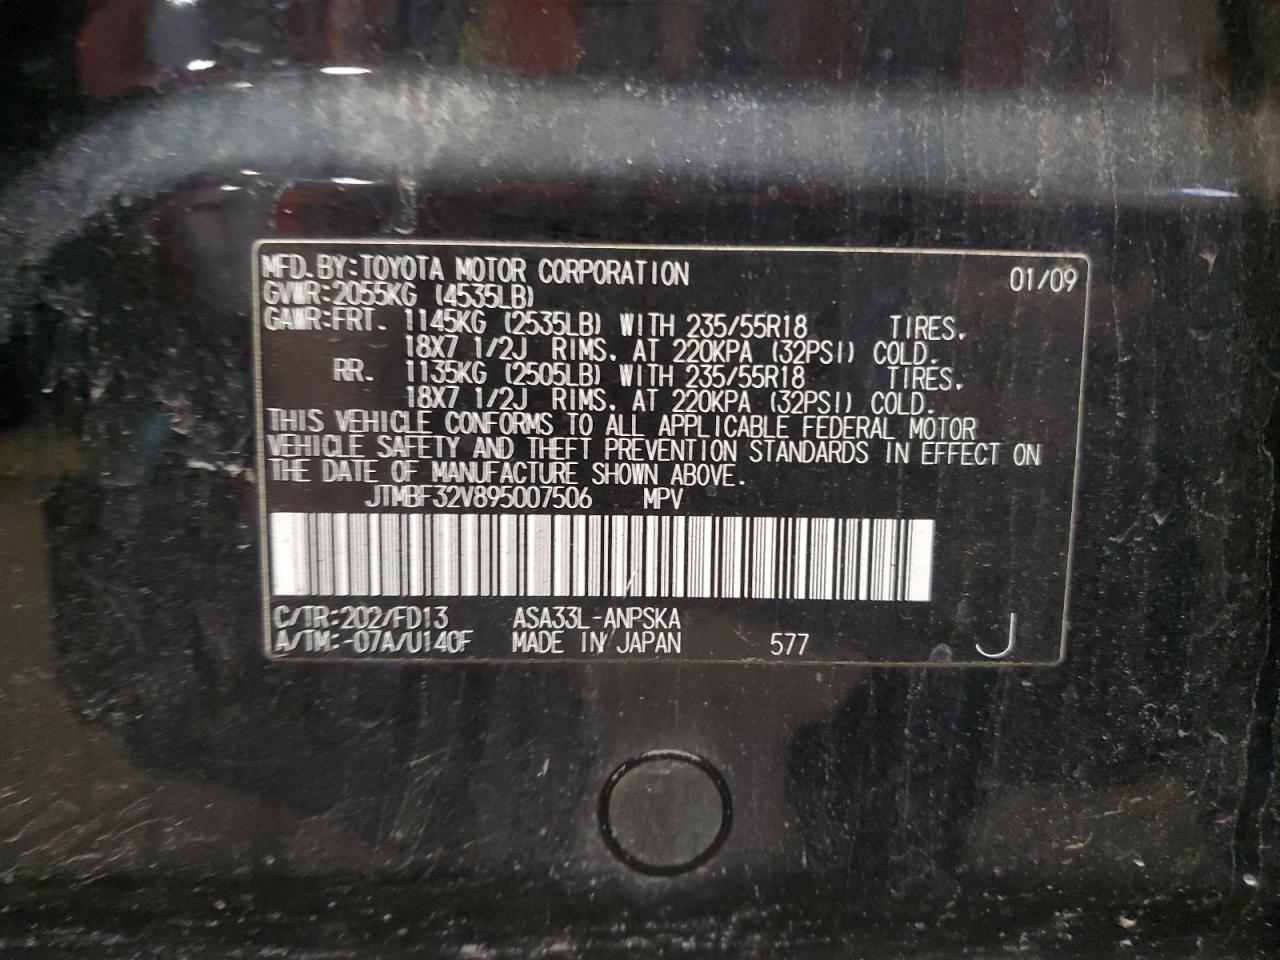 MFD. BY: TOYOTA MOTOR CORPORATION 01/09
GVWR: 2055KG (4535LB)
GAWR: FRT. 1145KG (2535LB) WITH 235/55R18 TIRES,
18X7 1/2J RIMS, AT 220KPA (32PSI) COLD.
RR. 1135KG (2505LB) WITH 235/55R18 TIRES,
18X7 1/2J RIMS, AT 220KPA (32PSI) COLD.
THIS VEHICLE CONFORMS TO ALL APPLICABLE FEDERAL MOTOR
VEHICLE SAFETY AND THEFT PREVENTION STANDARDS IN EFFECT ON
THE DATE OF MANUFACTURE SHOWN ABOVE.
JTMBF32V895007506 MPV
C/TR: 202/FD13 ASA33L-ANPSKA
A/TM: -07A/U140F MADE IN JAPAN 577 J